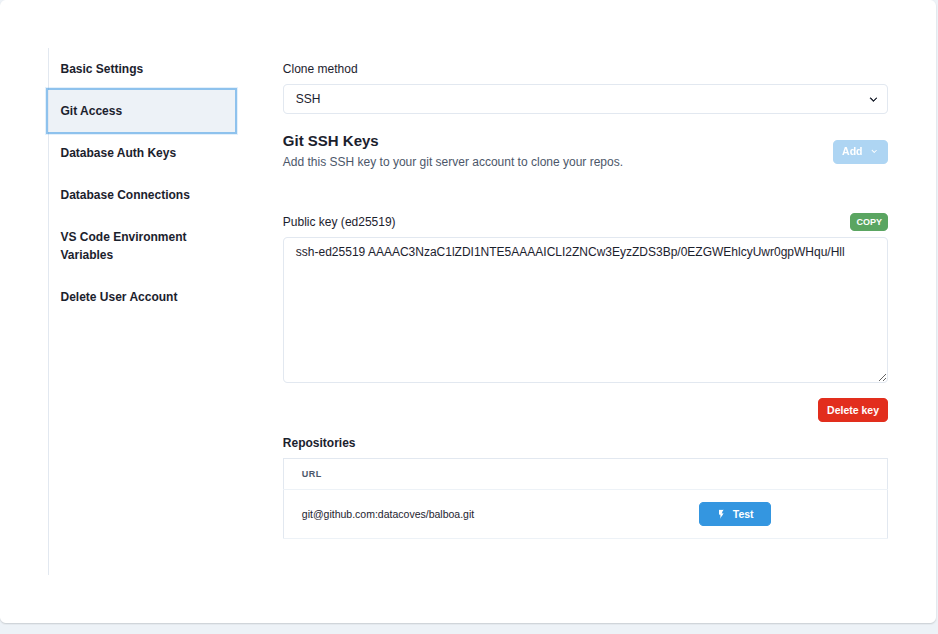 Basic Settings
Git Access
Database Auth Keys
Database Connections
VS Code Environment
Variables
Delete User Account
Clone method
SSH
Git SSH Keys
Add this SSH key to your git server account to clone your repos.
Add
Public key (ed25519)
COPY
ssh-ed25519 AAAAC3NzaC1lZDI1NTE5AAAAICLI2ZNCw3EyzZDS3Bp/0EZGWEhlcyUwr0gpWHqu/Hll
Delete key
Repositories
URL
git@github.com:datacoves/balboa.git
Test